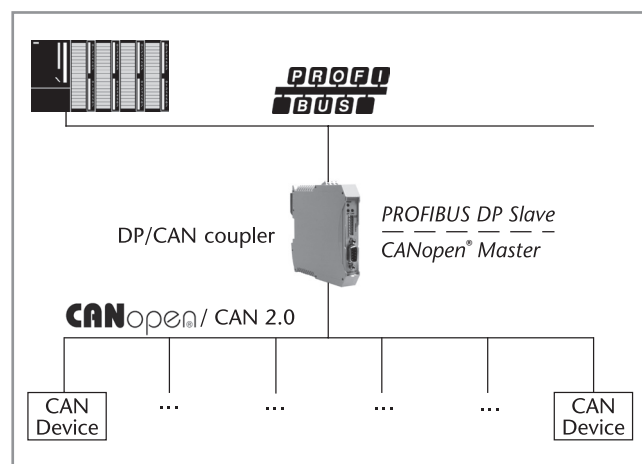 PROFI
BUS
DP/CAN coupler
PROFIBUS DP Slave
CANopen® Master
CANopen® / CAN 2.0
CAN
Device
...
...
...
...
CAN
Device